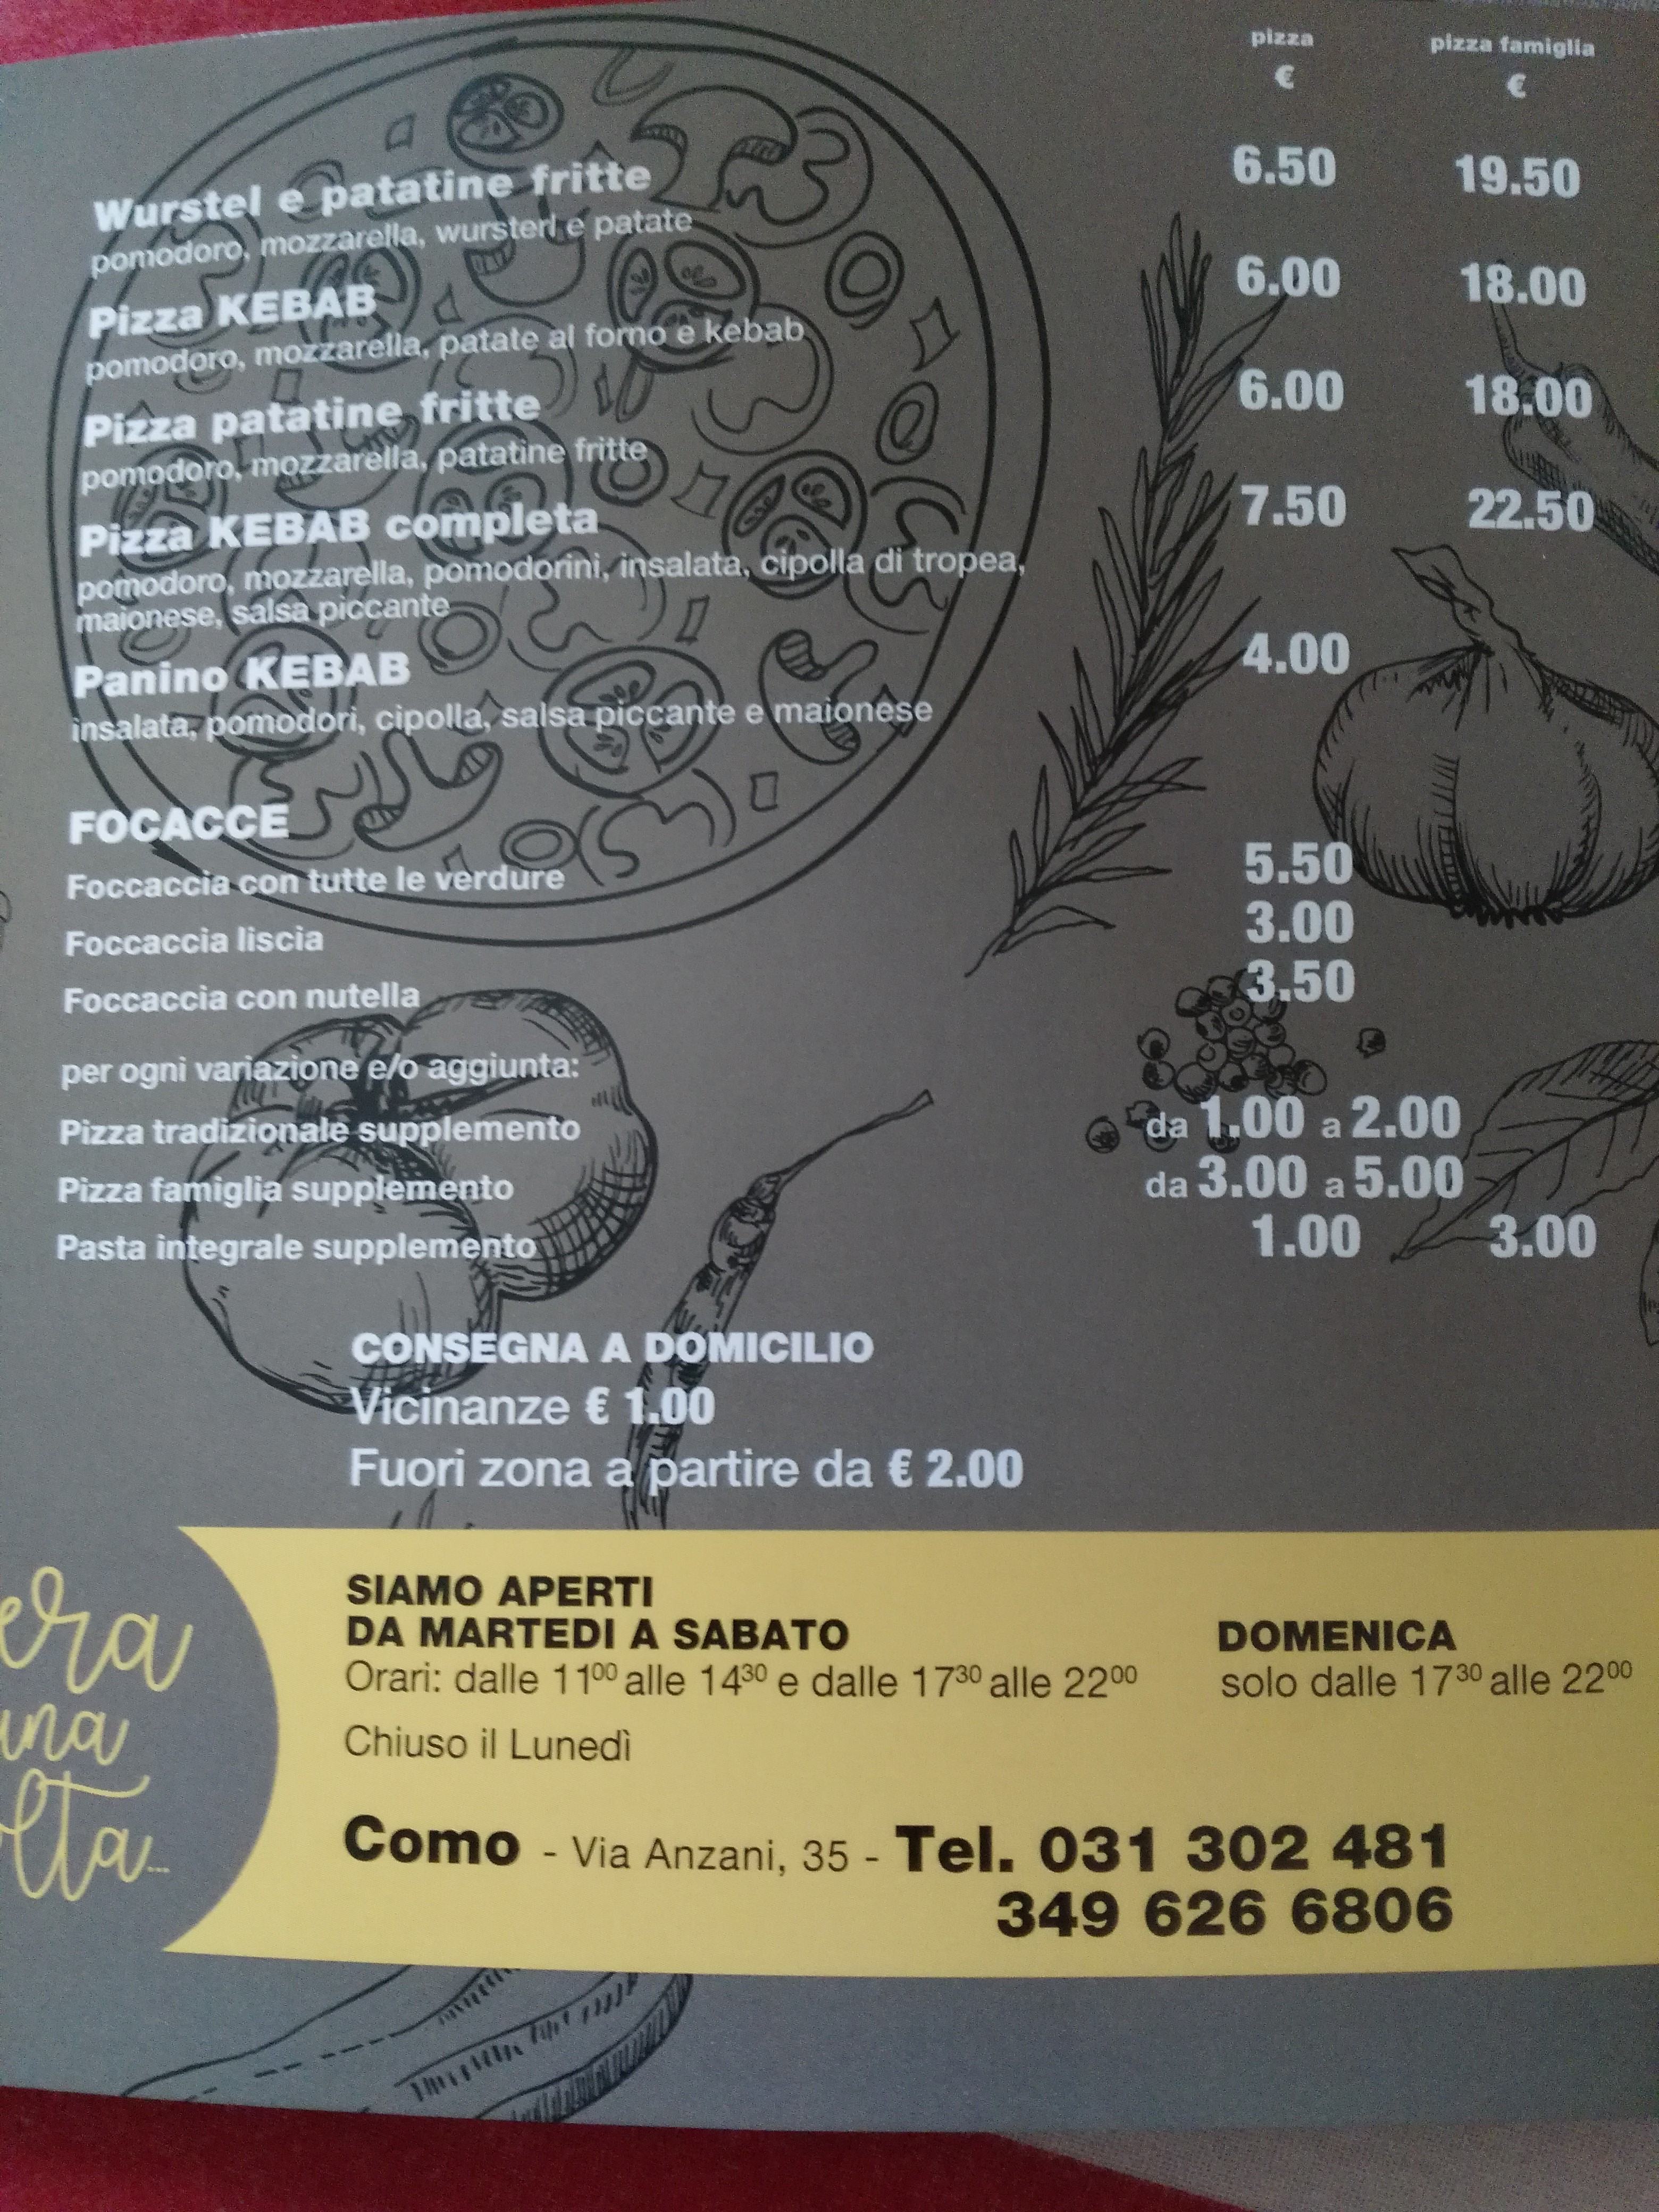 pizza pizza famiglia
€ €
Wurstel e patatine fritte 6.50 19.50
pomodoro, mozzarella, wursterl e patate
Pizza KEBAB 6.00 18.00
pomodoro, mozzarella, patate al forno e kebab
Pizza patatine fritte 6.00 18.00
pomodoro, mozzarella, patatine fritte
Pizza KEBAB completa 7.50 22.50
pomodoro, mozzarella, pomodorini, insalata, cipolla di tropea,
maionese, salsa piccante
Panino KEBAB 4.00
insalata, pomodori, cipolla, salsa piccante e maionese
FOCACCE
Foccaccia con tutte le verdure 5.50
Foccaccia liscia 3.00
Foccaccia con nutella 3.50
per ogni variazione e/o aggiunta:
Pizza tradizionale supplemento da 1.00 a 2.00
Pizza famiglia supplemento da 3.00 a 5.00
Pasta integrale supplemento 1.00 3.00
CONSEGNA A DOMICILIO
Vicinanze € 1.00
Fuori zona a partire da € 2.00
era
una
olta...
SIAMO APERTI
DA MARTEDI A SABATO
Orari: dalle 11⁰⁰ alle 14³⁰ e dalle 17³⁰ alle 22⁰⁰
Chiuso il Lunedì
DOMENICA
solo dalle 17³⁰ alle 22⁰⁰
Como - Via Anzani, 35 - Tel. 031 302 481
349 626 6806